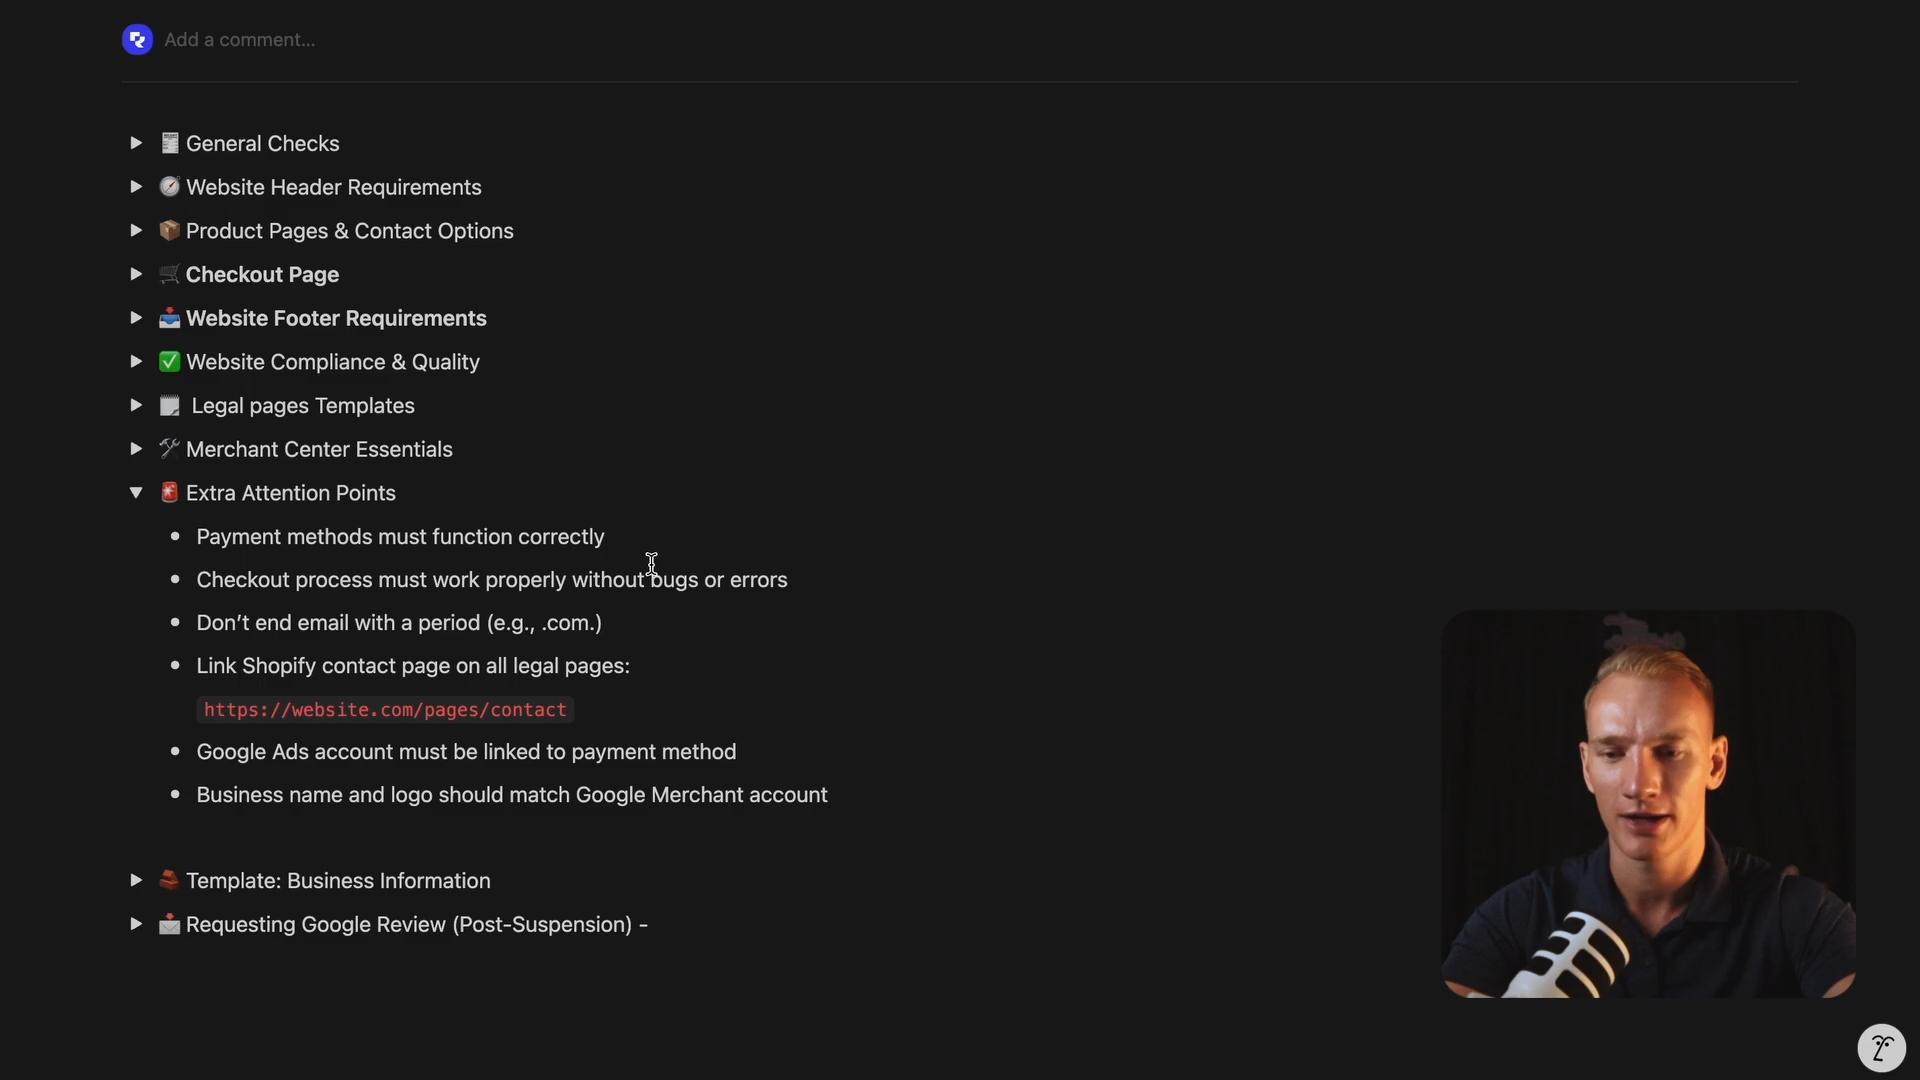 Add a comment...
General Checks
Website Header Requirements
Product Pages & Contact Options
Checkout Page
Website Footer Requirements
Website Compliance & Quality
Legal pages Templates
Merchant Center Essentials
Extra Attention Points
Payment methods must function correctly
Checkout process must work properly without bugs or errors
Don’t end email with a period (e.g., .com.)
Link Shopify contact page on all legal pages:
https://website.com/pages/contact
Google Ads account must be linked to payment method
Business name and logo should match Google Merchant account
Template: Business Information
Requesting Google Review (Post-Suspension) -